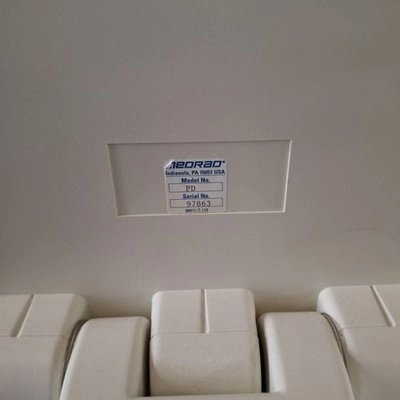 MEDRAD®
Indianola, PA 15051 USA
Model No.
PD
Serial No.
97863